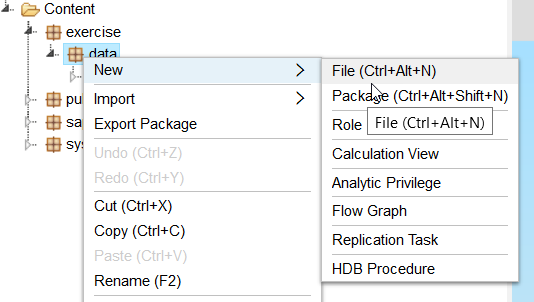 Content
exercise
data
New
Import
Export Package
Undo (Ctrl+Z)
Redo (Ctrl+Y)
Cut (Ctrl+X)
Copy (Ctrl+C)
Paste (Ctrl+V)
Rename (F2)
File (Ctrl+Alt+N)
Package (Ctrl+Alt+Shift+N)
Role
File (Ctrl+Alt+N)
Calculation View
Analytic Privilege
Flow Graph
Replication Task
HDB Procedure
pu
sa
sys